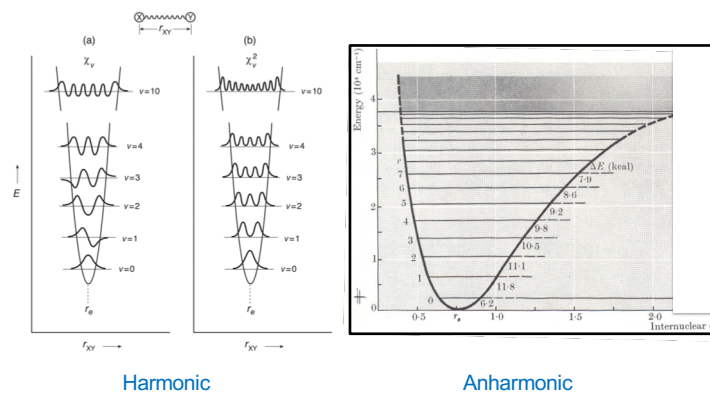 X Y
r_XY
(a)
χ_v
v=10
v=4
v=3
v=2
v=1
v=0
E
r_e
r_XY
(b)
χ_v^2
v=10
v=4
v=3
v=2
v=1
v=0
r_e
r_XY
Harmonic
Energy (10⁴ cm⁻¹)
4
3
2
1
0
7
6
5
4
3
2
1
0
ΔE (kcal)
7·9
8·6
9·2
9·8
10·5
11·1
11·8
6·2
0·5
r_e
1·0
1·5
2·0
Internuclear
Anharmonic